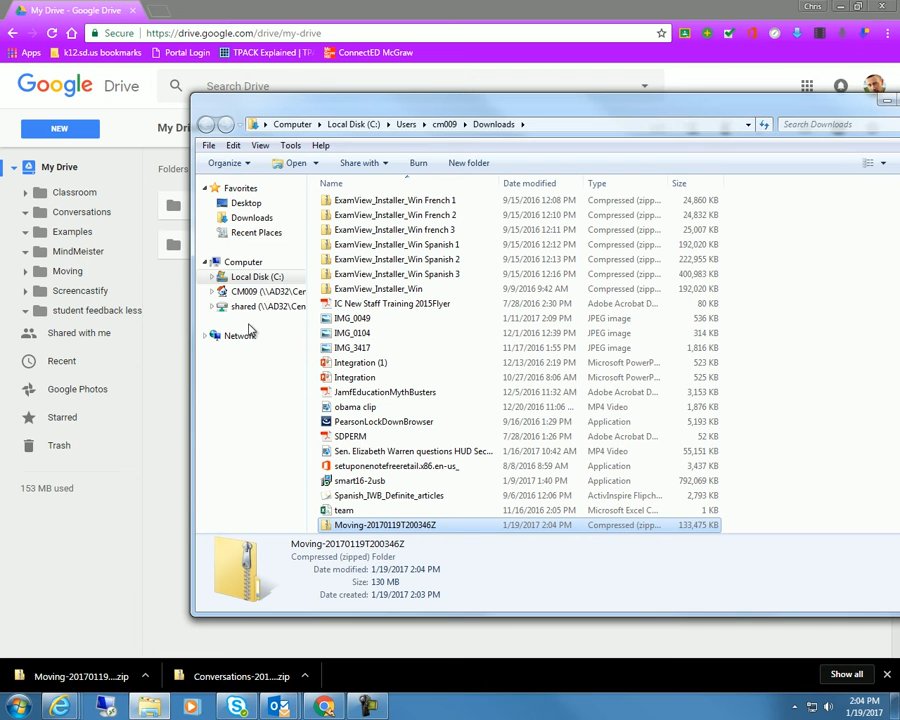 My Drive - Google Drive
Chris
Secure https://drive.google.com/drive/my-drive
Apps k12.sd.us bookmarks Portal Login TPACK Explained | TP ConnectED McGraw
Google Drive
Search Drive
NEW
My Dri
My Drive
Classroom
Conversations
Examples
MindMeister
Moving
Screencastify
student feedback less
Shared with me
Recent
Google Photos
Starred
Trash
153 MB used
Folders
Computer Local Disk (C:) Users cm009 Downloads
Search Downloads
File Edit View Tools Help
Organize Open Share with Burn New folder
Favorites
Desktop
Downloads
Recent Places
Computer
Local Disk (C:)
CM009 (\\AD32\Cen
shared (\\AD32\Cen
Network
Name Date modified Type Size
ExamView_Installer_Win French 1 9/15/2016 12:08 PM Compressed (zipp... 24,860 KB
ExamView_Installer_Win French 2 9/15/2016 12:10 PM Compressed (zipp... 24,832 KB
ExamView_Installer_Win french 3 9/15/2016 12:11 PM Compressed (zipp... 25,007 KB
ExamView_Installer_Win Spanish 1 9/15/2016 12:12 PM Compressed (zipp... 192,020 KB
ExamView_Installer_Win Spanish 2 9/15/2016 12:13 PM Compressed (zipp... 212,266 KB
ExamView_Installer_Win Spanish 3 9/15/2016 12:12 PM Compressed (zipp... 400,983 KB
ExamView_Installer_Win 9/9/2016 9:42 AM Compressed (zipp... 192,020 KB
IC New Staff Training 2015Flyer 7/28/2016 2:30 PM Adobe Acrobat D... 80 KB
IMG_0049 1/11/2017 2:09 PM JPEG image 536 KB
IMG_0104 12/1/2016 12:39 PM JPEG image 314 KB
IMG_3417 11/17/2016 1:55 PM JPEG image 1,816 KB
Integration (1) 12/13/2016 2:19 PM Microsoft PowerP... 523 KB
Integration 10/27/2016 8:06 AM Microsoft PowerP... 525 KB
JamfEducationMythBusters 12/5/2016 11:32 AM Adobe Acrobat D... 3,153 KB
obama clip 12/20/2016 11:06 ... MP4 Video 1,876 KB
PearsonLockDownBrowser 9/16/2016 1:29 PM Application 5,193 KB
SDPERM 7/28/2016 1:26 PM Adobe Acrobat D... 52 KB
Sen. Elizabeth Warren questions HUD Sec... 1/16/2017 10:42 AM MP4 Video 55,151 KB
setuponenotefreeretail.x86.en-us_ 8/8/2016 8:59 AM Application 3,437 KB
smart16-2usb 1/9/2017 1:40 PM Application 792,069 KB
Spanish_IWB_Definite_articles 9/6/2016 12:06 PM ActivInspire Flipch... 2,793 KB
team 11/16/2016 2:05 PM Microsoft Excel C... 1 KB
Moving-20170119T200346Z 1/19/2017 2:04 PM Compressed (zipp... 133,475 KB
Moving-20170119T200346Z
Compressed (zipped) Folder
Date modified: 1/19/2017 2:04 PM
Size: 130 MB
Date created: 1/19/2017 2:03 PM
Moving-20170119....zip Conversations-201....zip Show all
2:04 PM
1/19/2017